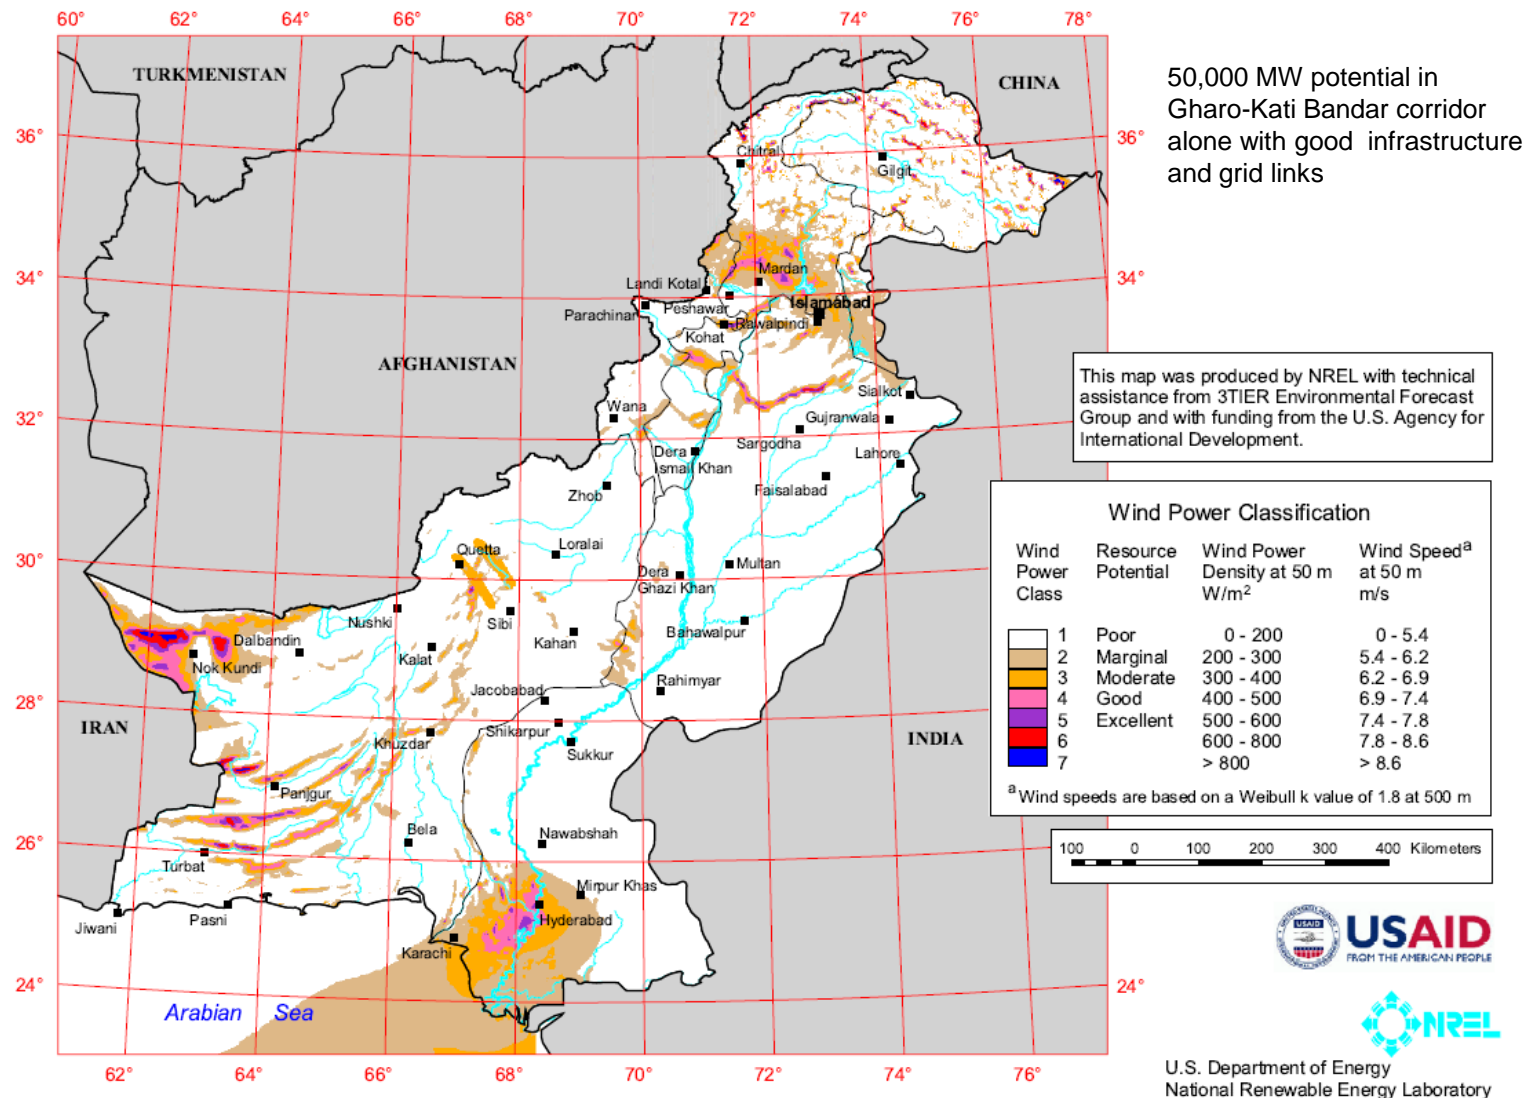 62° 64° 66° 68° 70° 72° 74° 76° 78°
TURKMENISTAN
CHINA
50,000 MW potential in
Gharo-Kati Bandar corridor
alone with good infrastructure
and grid links
36° 36°
Chitral
Gilgit
34° 34°
Mardan
Landi Kotal
Islamabad
Parachinar
Peshawar
Rawalpindi
Kohat
AFGHANISTAN
This map was produced by NREL with technical
assistance from 3TIER Environmental Forecast
Group and with funding from the U.S. Agency for
International Development.
32°
Sialkot
Wana
Gujranwala
Sargodha
Dera
Ismail Khan
Lahore
Zhob
Faisalabad
30°
Quetta
Loralai
Multan
Dera
Ghazi Khan
Nushki
Sibi
Bahawalpur
Dalbandin
Kahan
Kalat
Nok Kundi
Rahimyar
Jacobabad
28°
IRAN
Shikarpur
INDIA
Khuzdar
Sukkur
Panjgur
26°
Bela
Nawabshah
Turbat
Mirpur Khas
Jiwani
Pasni
Hyderabad
Karachi
24° 24°
Arabian Sea
62° 64° 66° 68° 70° 72° 74° 76°
Wind Power Classification
Wind Resource Wind Power Wind Speed a
Power Potential Density at 50 m at 50 m
Class W/m² m/s
1 Poor 0 - 200 0 - 5.4
2 Marginal 200 - 300 5.4 - 6.2
3 Moderate 300 - 400 6.2 - 6.9
4 Good 400 - 500 6.9 - 7.4
5 Excellent 500 - 600 7.4 - 7.8
6 600 - 800 7.8 - 8.6
7 > 800 > 8.6
a Wind speeds are based on a Weibull k value of 1.8 at 500 m
100 0 100 200 300 400 Kilometers
USAID
FROM THE AMERICAN PEOPLE
NREL
U.S. Department of Energy
National Renewable Energy Laboratory